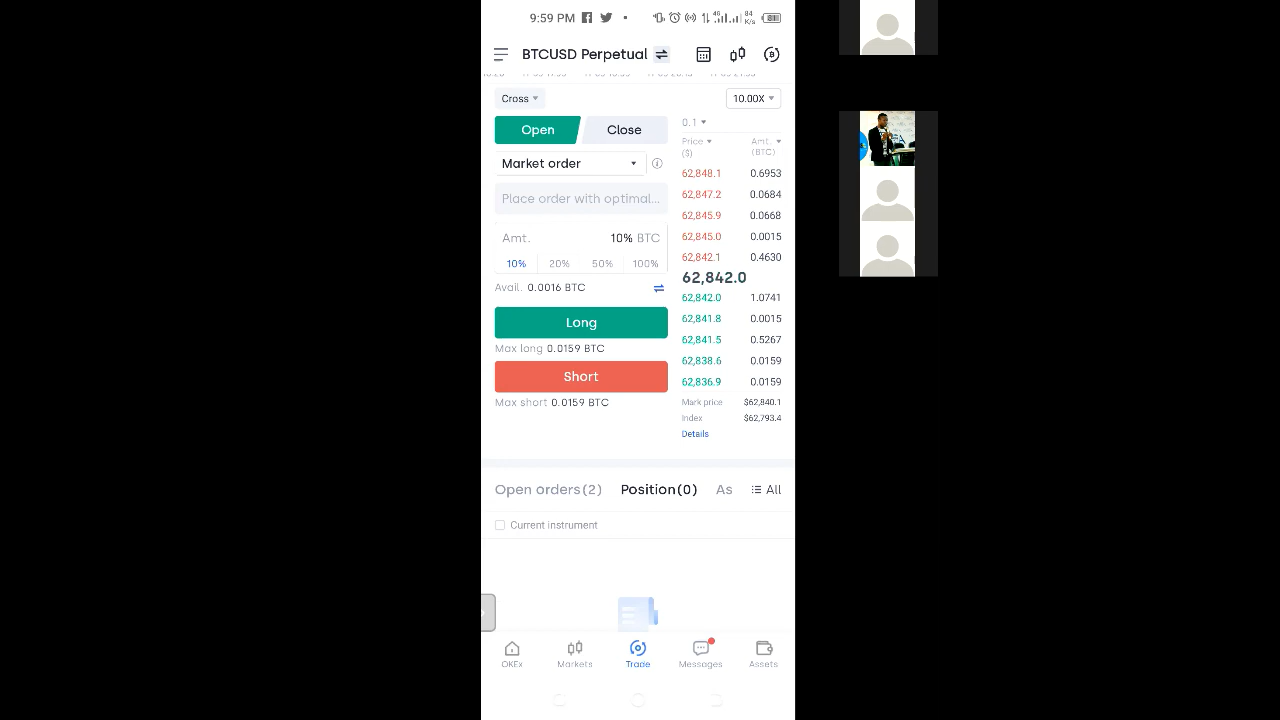 9:59 PM 4G 84 K/s 81
BTCUSD Perpetual
Cross 10.00X
Open Close
0.1
Market order
Price ($) Amt. (BTC)
Place order with optimal...
Amt. 10% BTC
10% 20% 50% 100%
Avail. 0.0016 BTC
Long
Max long 0.0159 BTC
Short
Max short 0.0159 BTC
62,848.1 0.6953
62,847.2 0.0684
62,845.9 0.0668
62,845.0 0.0015
62,842.1 0.4630
62,842.0
62,842.0 1.0741
62,841.8 0.0015
62,841.5 0.5267
62,838.6 0.0159
62,836.9 0.0159
Mark price $62,840.1
Index $62,793.4
Details
Open orders(2) Position(0) As All
Current instrument
OKEx Markets Trade Messages Assets